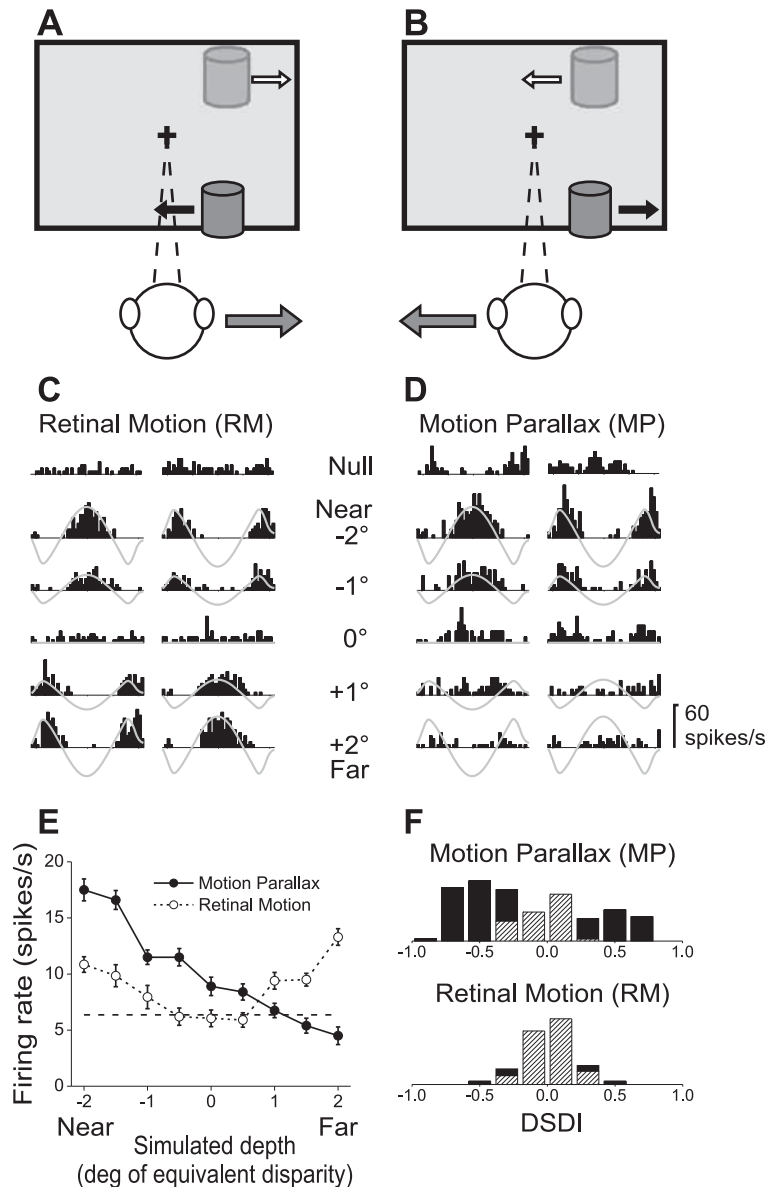 A
B
C
Retinal Motion (RM)
D
Motion Parallax (MP)
Null
Near
-2°
-1°
0°
+1°
+2°
Far
60
spikes/s
E
Firing rate (spikes/s)
20
15
10
5
0
Motion Parallax
Retinal Motion
-2
-1
0
1
2
Near
Far
Simulated depth
(deg of equivalent disparity)
F
Motion Parallax (MP)
-1.0
-0.5
0.0
0.5
1.0
Retinal Motion (RM)
-1.0
-0.5
0.0
0.5
1.0
DSDI